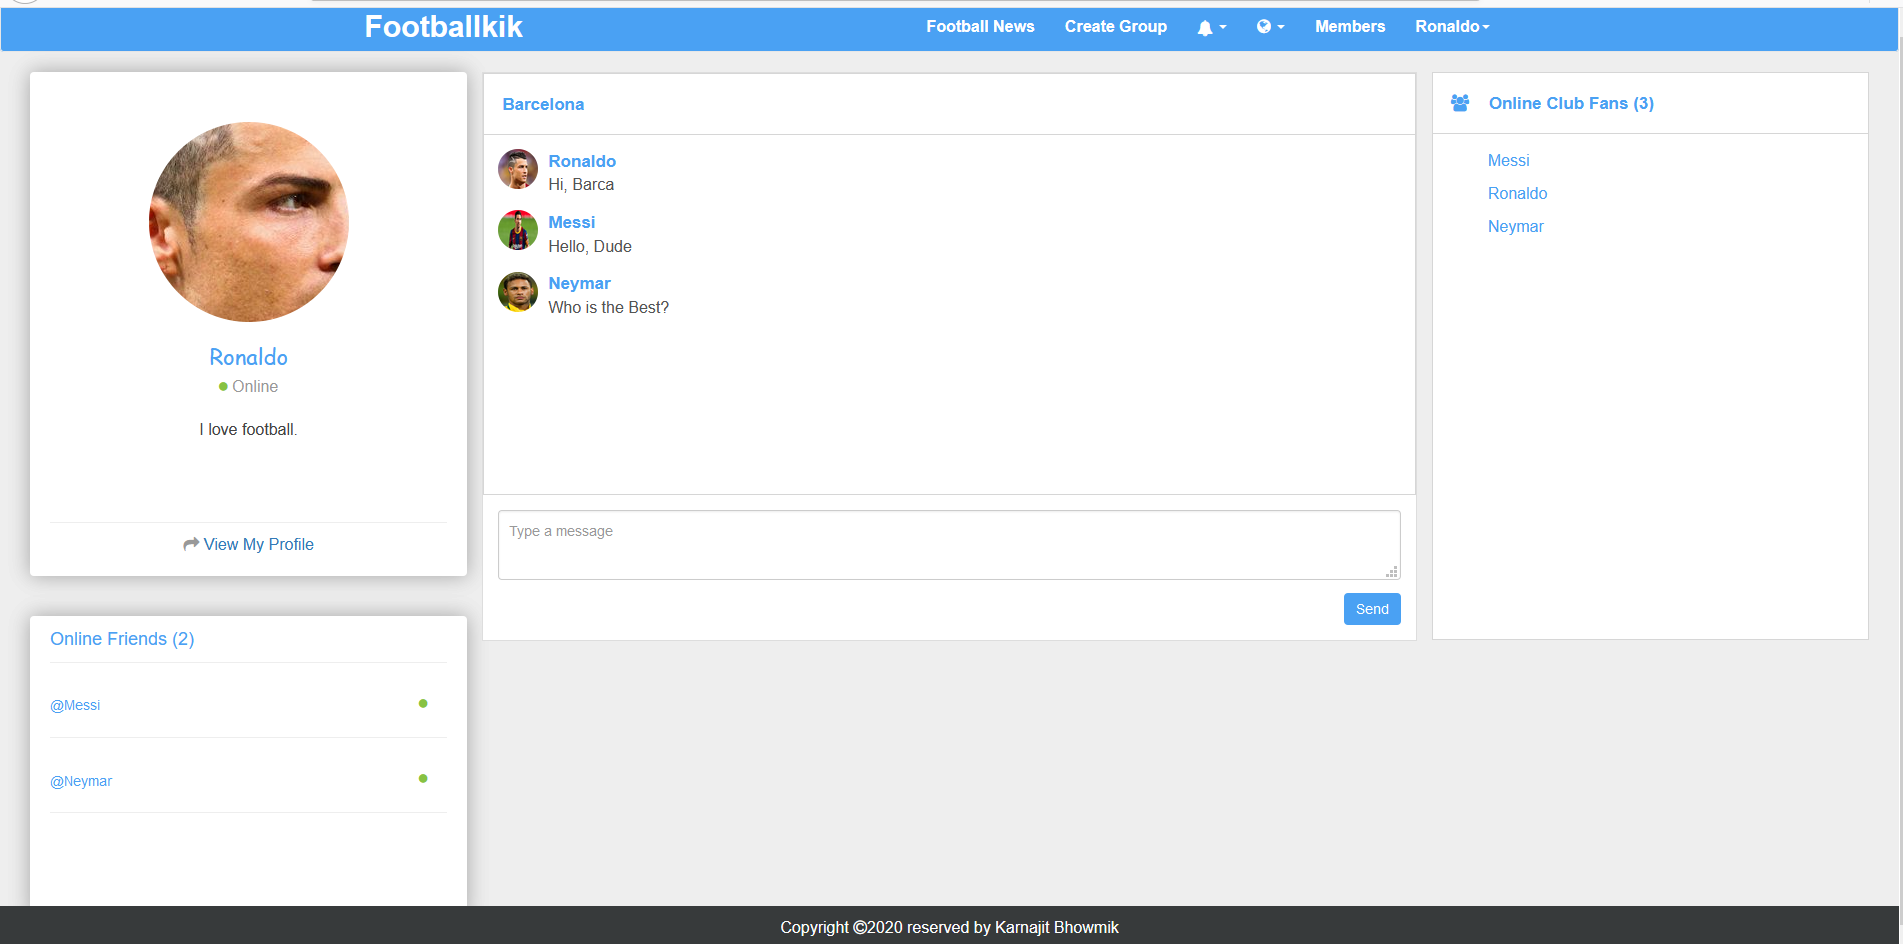 Footballkik
Football News
Create Group
Members
Ronaldo
Ronaldo
Online
I love football.
View My Profile
Online Friends (2)
@Messi
@Neymar
Barcelona
Ronaldo
Hi, Barca
Messi
Hello, Dude
Neymar
Who is the Best?
Type a message
Send
Online Club Fans (3)
Messi
Ronaldo
Neymar
Copyright ©2020 reserved by Karnajit Bhowmik